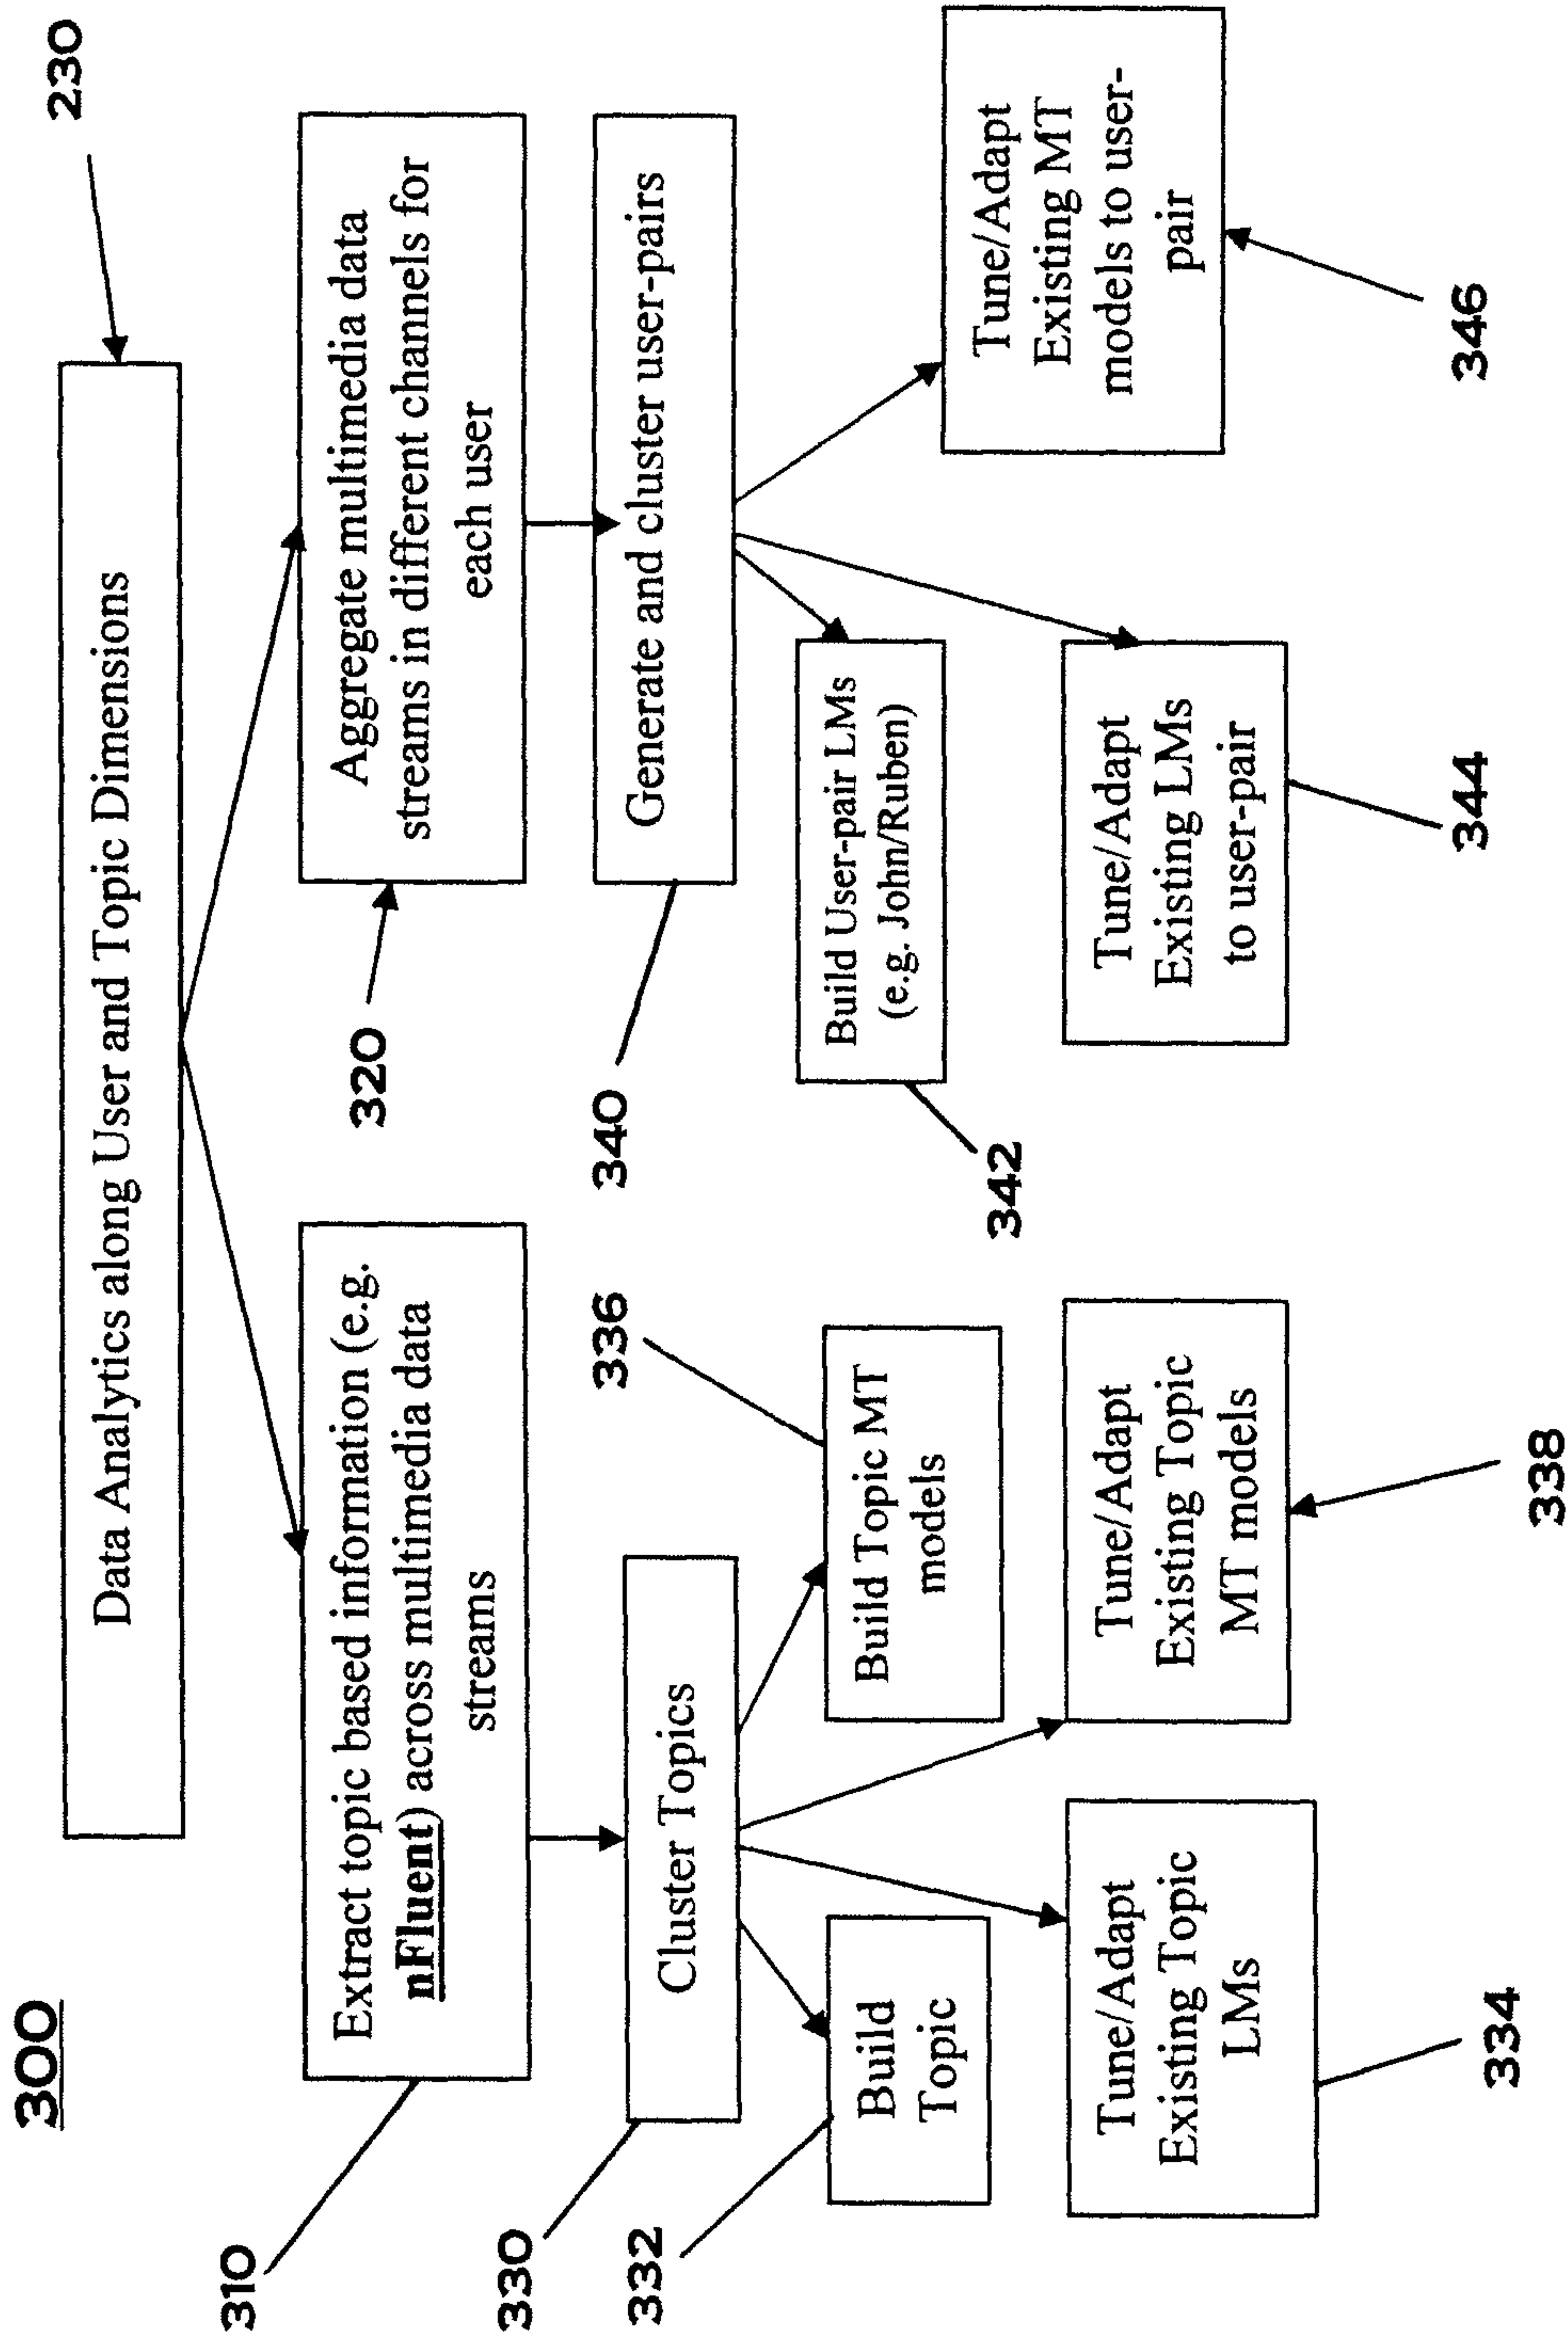 300
230
Data Analytics along User and Topic Dimensions
310
Extract topic based information (e.g.
nFluent) across multimedia data
streams
320
Aggregate multimedia data
streams in different channels for
each user
330
Cluster Topics
340
Generate and cluster user-pairs
332
Build
Topic
336
Build Topic MT
models
342
Build User-pair LMs
(e.g. John/Ruben)
Tune/Adapt
Existing Topic
LMs
334
Tune/Adapt
Existing Topic
MT models
338
Tune/Adapt
Existing LMs
to user-pair
344
Tune/Adapt
Existing MT
models to user-
pair
346